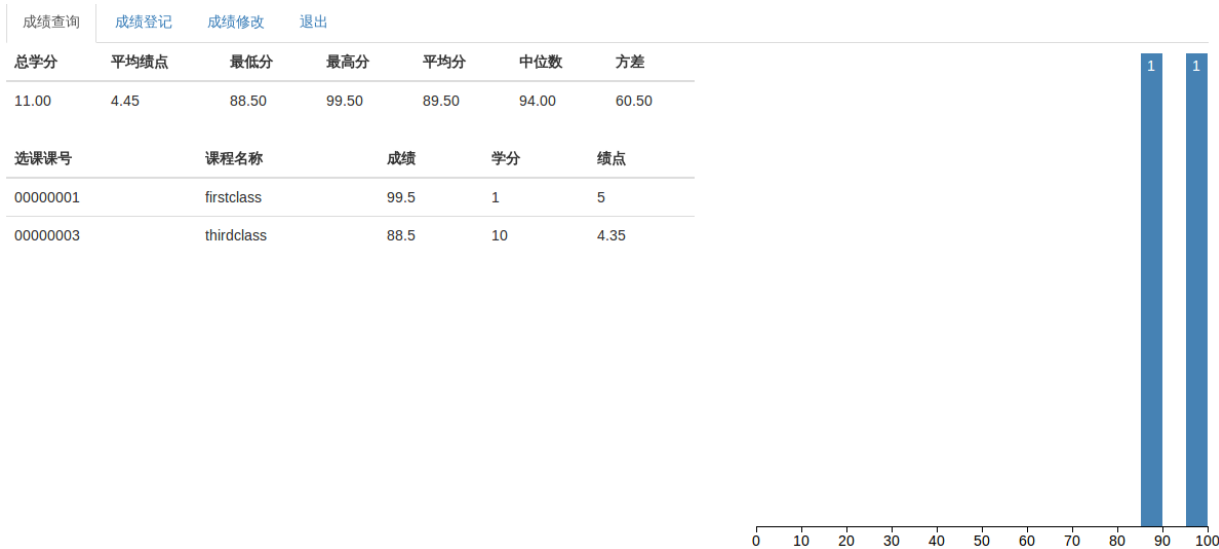 成绩查询 成绩登记 成绩修改 退出
总学分 平均绩点 最低分 最高分 平均分 中位数 方差
11.00 4.45 88.50 99.50 89.50 94.00 60.50
选课课号 课程名称 成绩 学分 绩点
00000001 firstclass 99.5 1 5
00000003 thirdclass 88.5 10 4.35
1 1
0 10 20 30 40 50 60 70 80 90 100